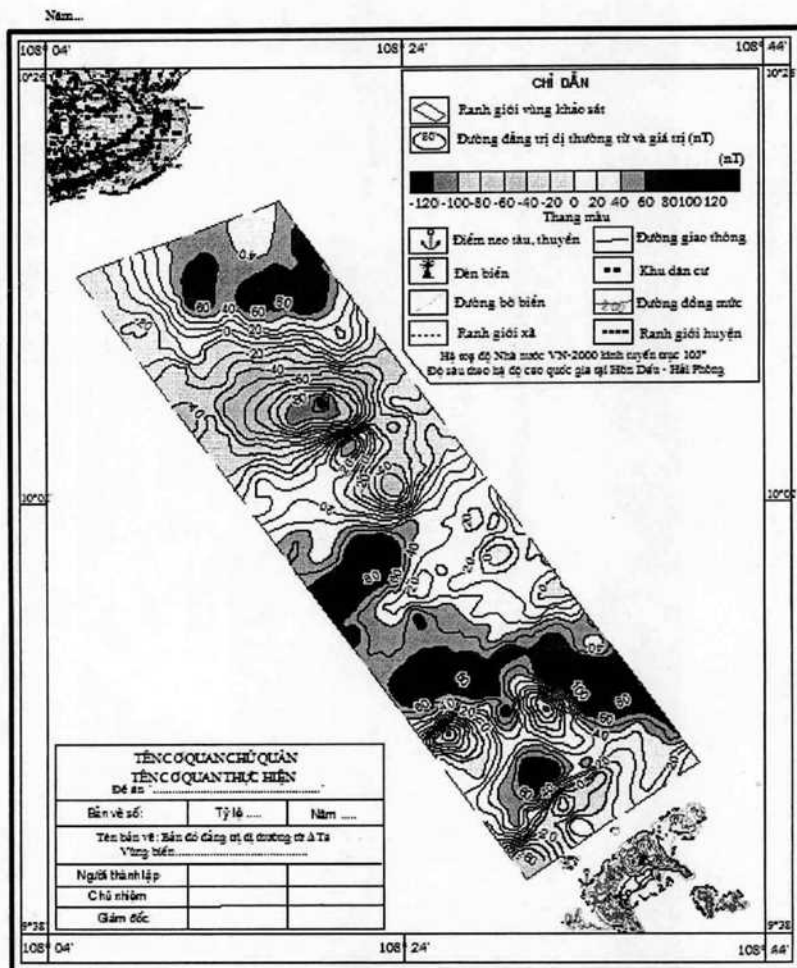 Năm...
108° 04' 108° 24' 108° 44'
10°26' 10°26'
CHỈ DẪN
Ranh giới vùng khảo sát
80 Đường đẳng trị dị thường từ và giá trị (nT)
(nT)
-120 -100 -80 -60 -40 -20 0 20 40 60 80 100 120
Thang màu
Điểm neo tàu, thuyền Đường giao thông
Đèn biển Khu dân cư
Đường bờ biển Đường đồng mức
Ranh giới xã Ranh giới huyện
Hệ toạ độ Nhà nước VN-2000 kinh tuyến trục 105°
Độ sâu theo hệ độ cao quốc gia tại Hòn Dấu - Hải Phòng
TÊN CƠ QUAN CHỦ QUẢN
TÊN CƠ QUAN THỰC HIỆN
Đề án "......................................"
Bản vẽ số: Tỷ lệ ..... Năm .....
Tên bản vẽ: Bản đồ đẳng trị dị thường từ ΔTa
Vùng biển..............................
Người thành lập
Chủ nhiệm
Giám đốc
9°38' 9°38'
108° 04' 108° 24' 108° 44'